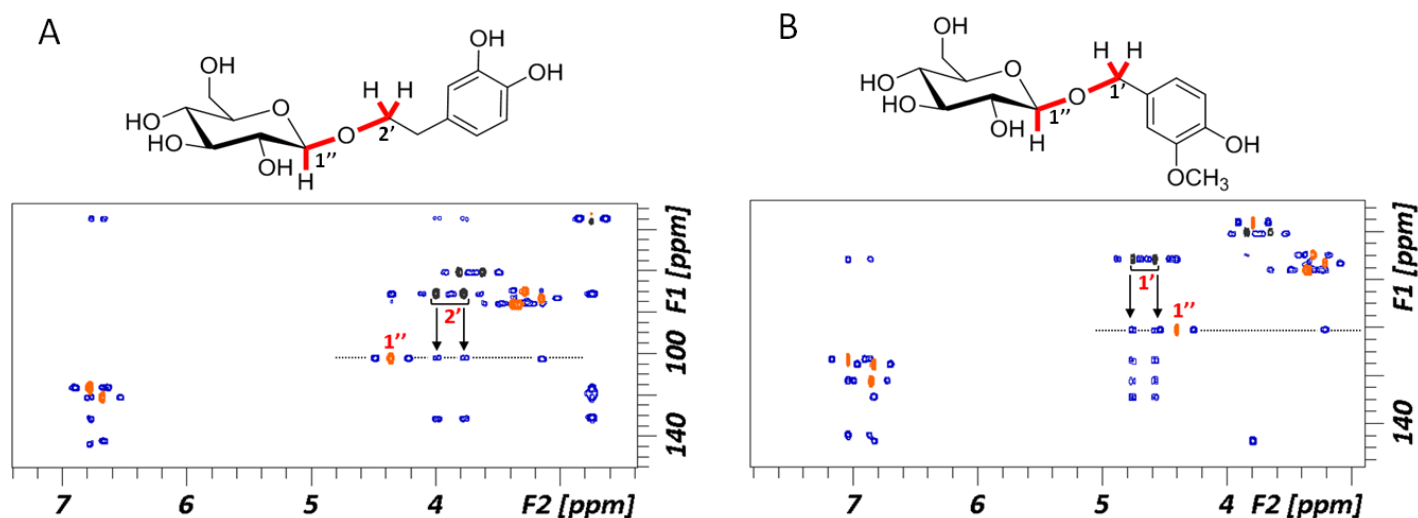 A
OH
OH
OH
HO
HO
OH
O
O
H H
2'
1''
H
F1 [ppm]
100
140
1''
2'
7 6 5 4 F2 [ppm]
B
OH
HO
HO
OH
O
O
H H
1'
1''
H
OH
OCH3
F1 [ppm]
140
1'
1''
7 6 5 4 F2 [ppm]